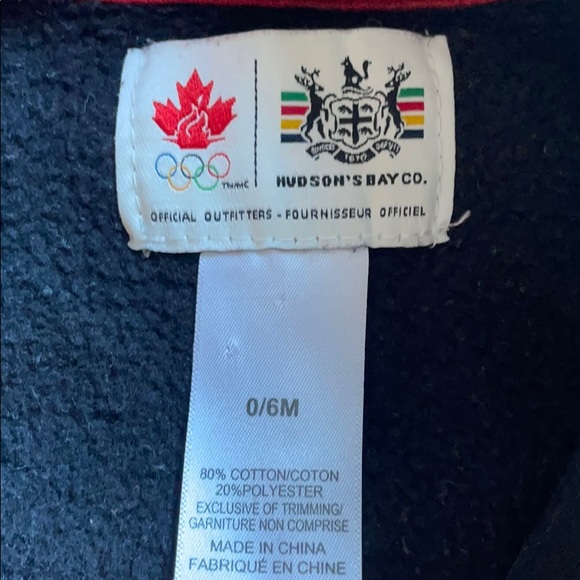 TM/MC
1670
HUDSON'S BAY CO.
OFFICIAL OUTFITTERS - FOURNISSEUR OFFICIEL
0/6M
80% COTTON/COTON
20%POLYESTER
EXCLUSIVE OF TRIMMING/
GARNITURE NON COMPRISE
MADE IN CHINA
FABRIQUÉ EN CHINE